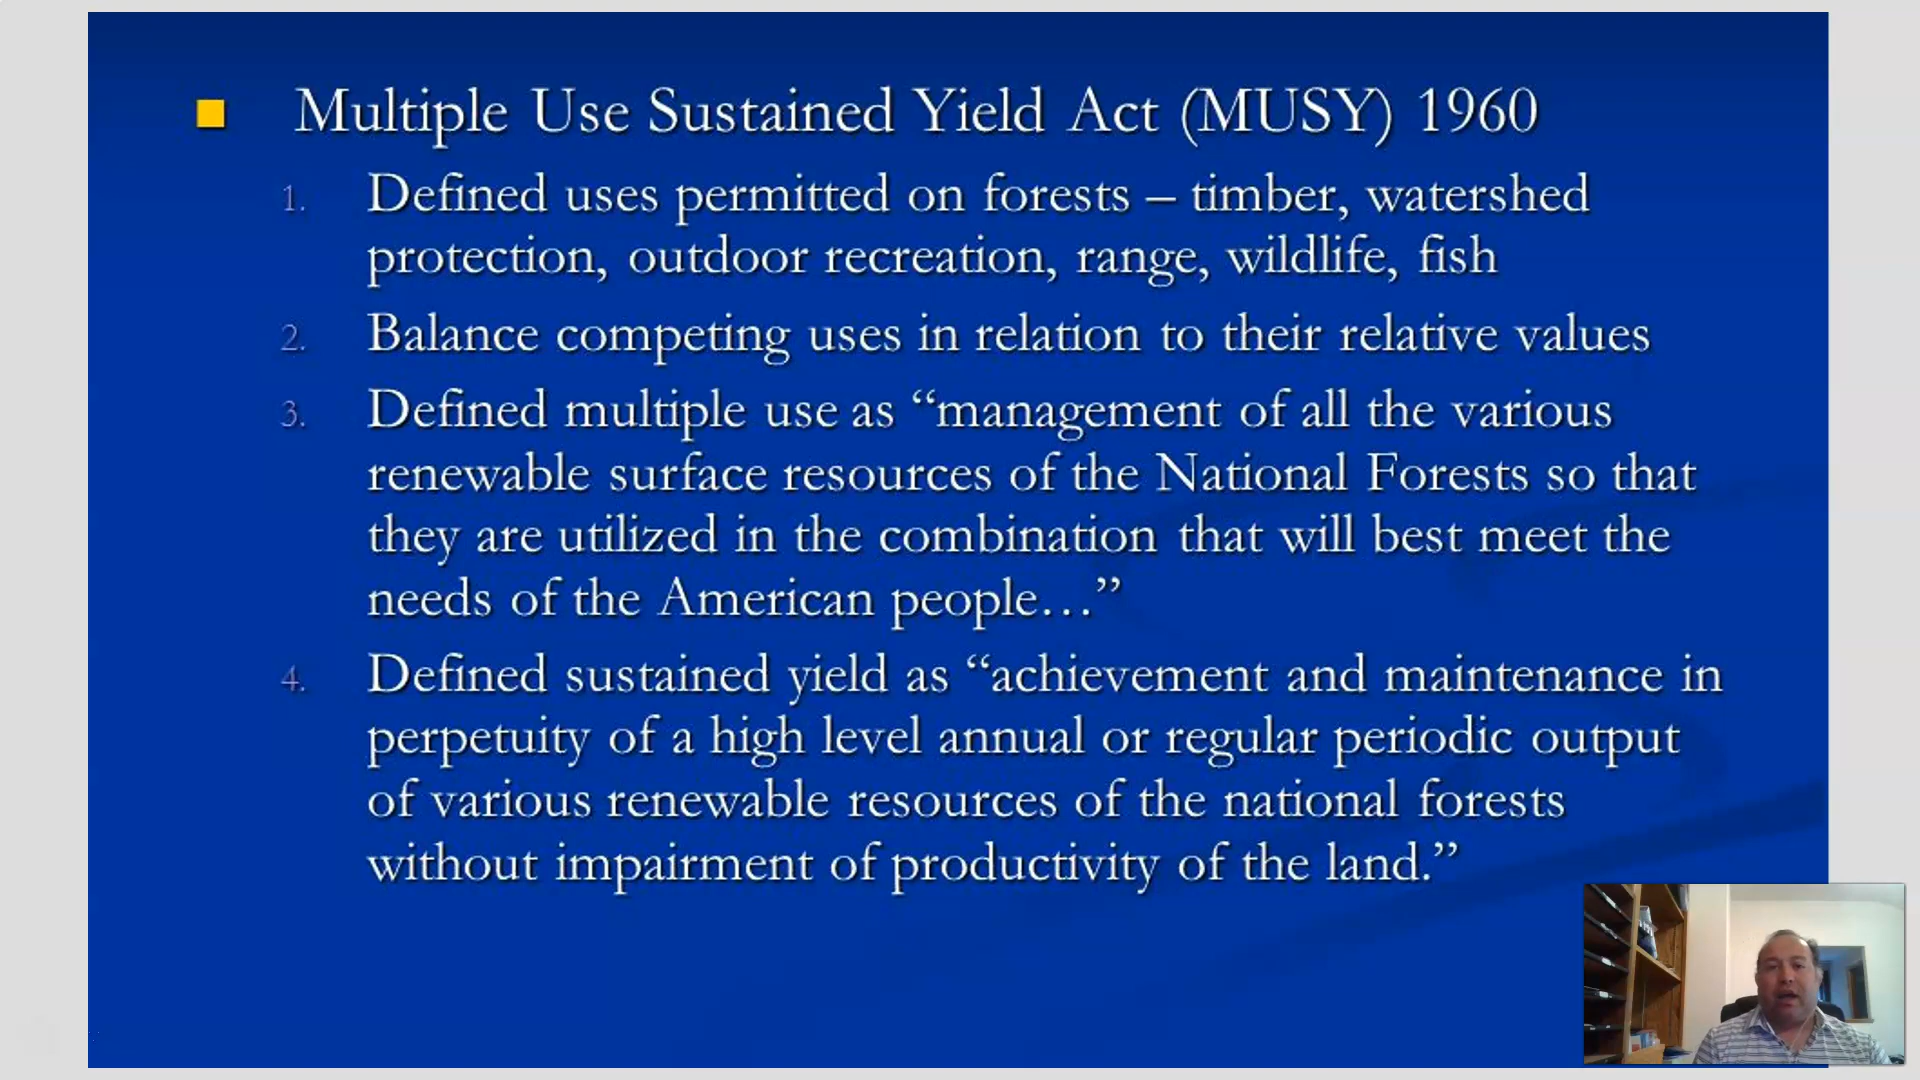 Multiple Use Sustained Yield Act (MUSY) 1960
1. Defined uses permitted on forests – timber, watershed
protection, outdoor recreation, range, wildlife, fish
2. Balance competing uses in relation to their relative values
3. Defined multiple use as “management of all the various
renewable surface resources of the National Forests so that
they are utilized in the combination that will best meet the
needs of the American people…”
4. Defined sustained yield as “achievement and maintenance in
perpetuity of a high level annual or regular periodic output
of various renewable resources of the national forests
without impairment of productivity of the land.”